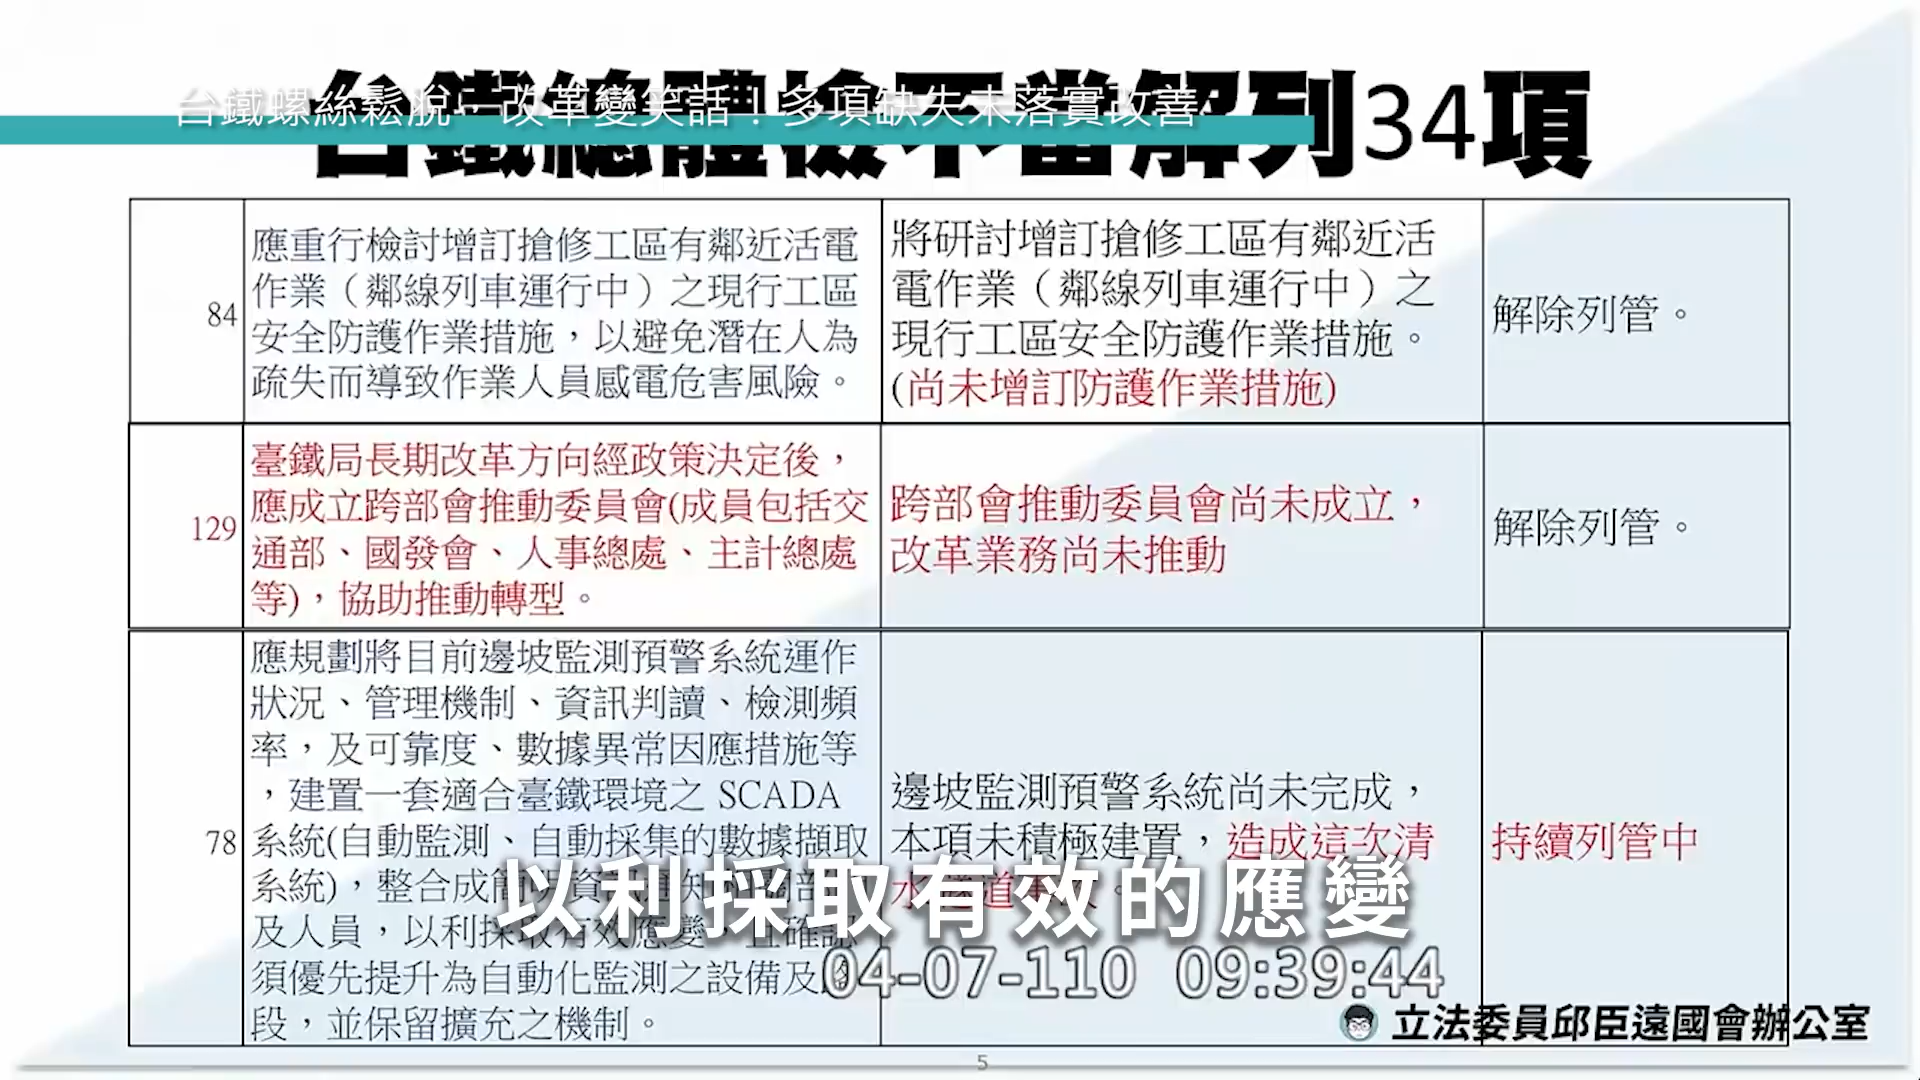 台鐵螺絲鬆脫，改革變笑話！多項缺失未落實改善
台鐵總體檢不當解列34項
84
應重行檢討增訂搶修工區有鄰近活電
作業（鄰線列車運行中）之現行工區
安全防護作業措施，以避免潛在人為
疏失而導致作業人員感電危害風險。
將研討增訂搶修工區有鄰近活
電作業（鄰線列車運行中）之
現行工區安全防護作業措施。
(尚未增訂防護作業措施)
解除列管。
129
臺鐵局長期改革方向經政策決定後，
應成立跨部會推動委員會(成員包括交
通部、國發會、人事總處、主計總處
等)，協助推動轉型。
跨部會推動委員會尚未成立，
改革業務尚未推動
解除列管。
78
應規劃將目前邊坡監測預警系統運作
狀況、管理機制、資訊判讀、檢測頻
率，及可靠度、數據異常因應措施等
，建置一套適合臺鐵環境之 SCADA
系統(自動監測、自動採集的數據擷取
系統)，整合成簡
及人員，以利採取有效應變，且確認
須優先提升為自動化監測之設備及路
段，並保留擴充之機制。
邊坡監測預警系統尚未完成，
本項未積極建置，造成這次清
水隧道
持續列管中
以利採取有效的應變
04-07-110 09:39:44
立法委員邱臣遠國會辦公室
5